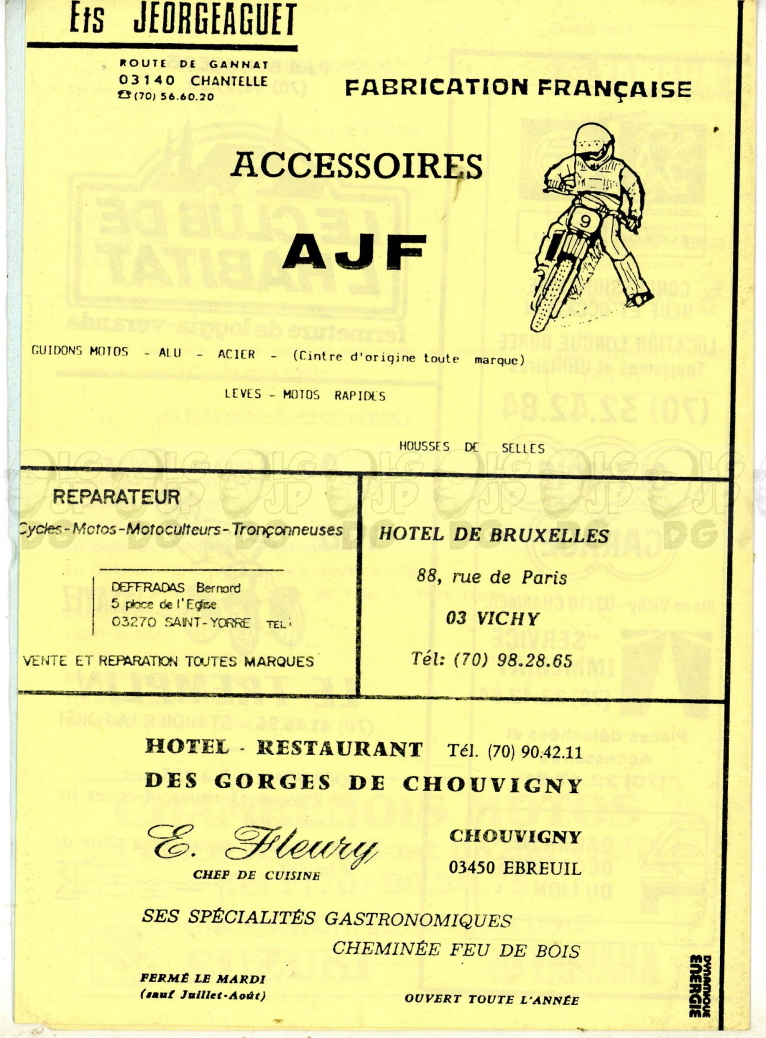 Ets JEORGEAGUET
ROUTE DE GANNAT
03140 CHANTELLE
☎(70) 56.60.20
FABRICATION FRANÇAISE
ACCESSOIRES
AJF
9
GUIDONS MOTOS - ALU - ACIER - (Cintre d'origine toute marque)
LEVES - MOTOS RAPIDES
HOUSSES DE SELLES
REPARATEUR
Cycles-Motos-Motoculteurs-Tronçonneuses
DEFFRADAS Bernard
5 place de l'Eglise
03270 SAINT-YORRE TEL:
VENTE ET REPARATION TOUTES MARQUES
HOTEL DE BRUXELLES
88, rue de Paris
03 VICHY
Tél: (70) 98.28.65
HOTEL - RESTAURANT Tél. (70) 90.42.11
DES GORGES DE CHOUVIGNY
E. Fleury
CHEF DE CUISINE
CHOUVIGNY
03450 EBREUIL
SES SPÉCIALITÉS GASTRONOMIQUES
CHEMINÉE FEU DE BOIS
FERMÉ LE MARDI
(sauf Juillet-Août)
OUVERT TOUTE L'ANNÉE
DYNAMIQUE
ENERGIE